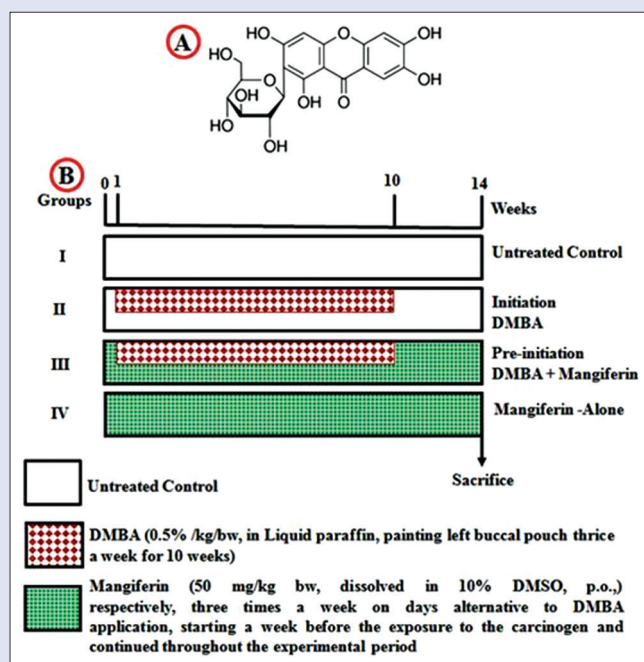 A
HO
O
OH
HO
O
OH
OH
HO
OH
O
OH
B
0 1 10 14
Groups
Weeks
I
Untreated Control
II
Initiation
DMBA
III
Pre-initiation
DMBA + Mangiferin
IV
Mangiferin -Alone
Sacrifice
Untreated Control
DMBA (0.5% /kg/bw, in Liquid paraffin, painting left buccal pouch thrice
a week for 10 weeks)
Mangiferin (50 mg/kg bw, dissolved in 10% DMSO, p.o.,)
respectively, three times a week on days alternative to DMBA
application, starting a week before the exposure to the carcinogen and
continued throughout the experimental period